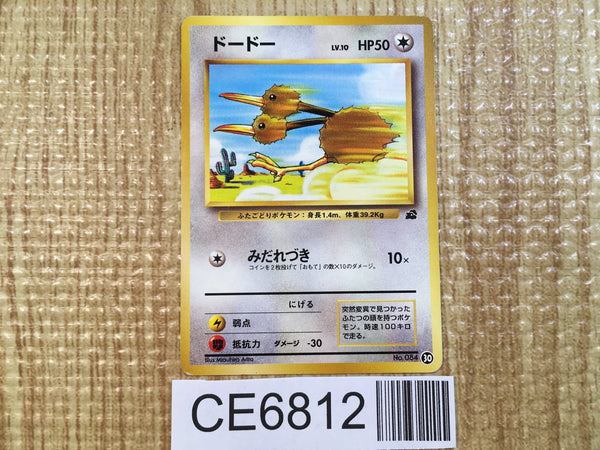 ドードー LV.10 HP50
ふたごとりポケモン：身長1.4m、体重39.2Kg
みだれづき 10×
コインを2枚投げて「おもて」の数×10のダメージ。
にげる
弱点
抵抗力 ダメージ -30
突然変異で見つかった
ふたつの頭を持つポケ
モン。時速100キロ
で走る。
Illus.Mitsuhiro Arita No.084 30
CE6812